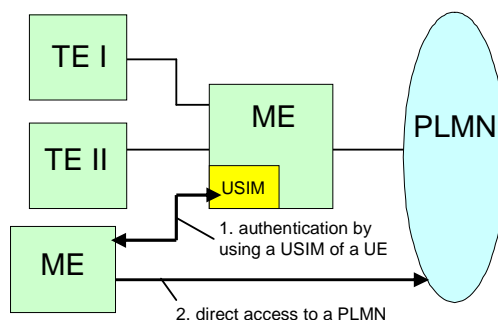 TE I
ME
PLMN
TE II
USIM
1. authentication by
using a USIM of a UE
ME
2. direct access to a PLMN